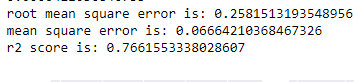 root mean square error is: 0.2581513193548956
mean square error is: 0.06664210368467326
r2 score is: 0.7661553338028607